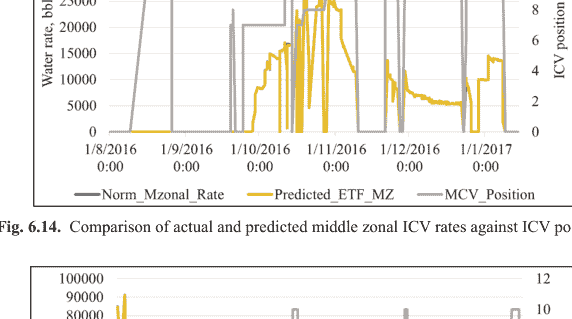 25000
8
20000
6
15000
4
10000
2
5000
0
0
Water rate, bbl
ICV position
1/8/2016 1/9/2016 1/10/2016 1/11/2016 1/12/2016 1/1/2017
0:00 0:00 0:00 0:00 0:00 0:00
Norm_Mzonal_Rate Predicted_ETF_MZ MCV_Position
Fig. 6.14. Comparison of actual and predicted middle zonal ICV rates against ICV po
100000 12
90000
80000 10